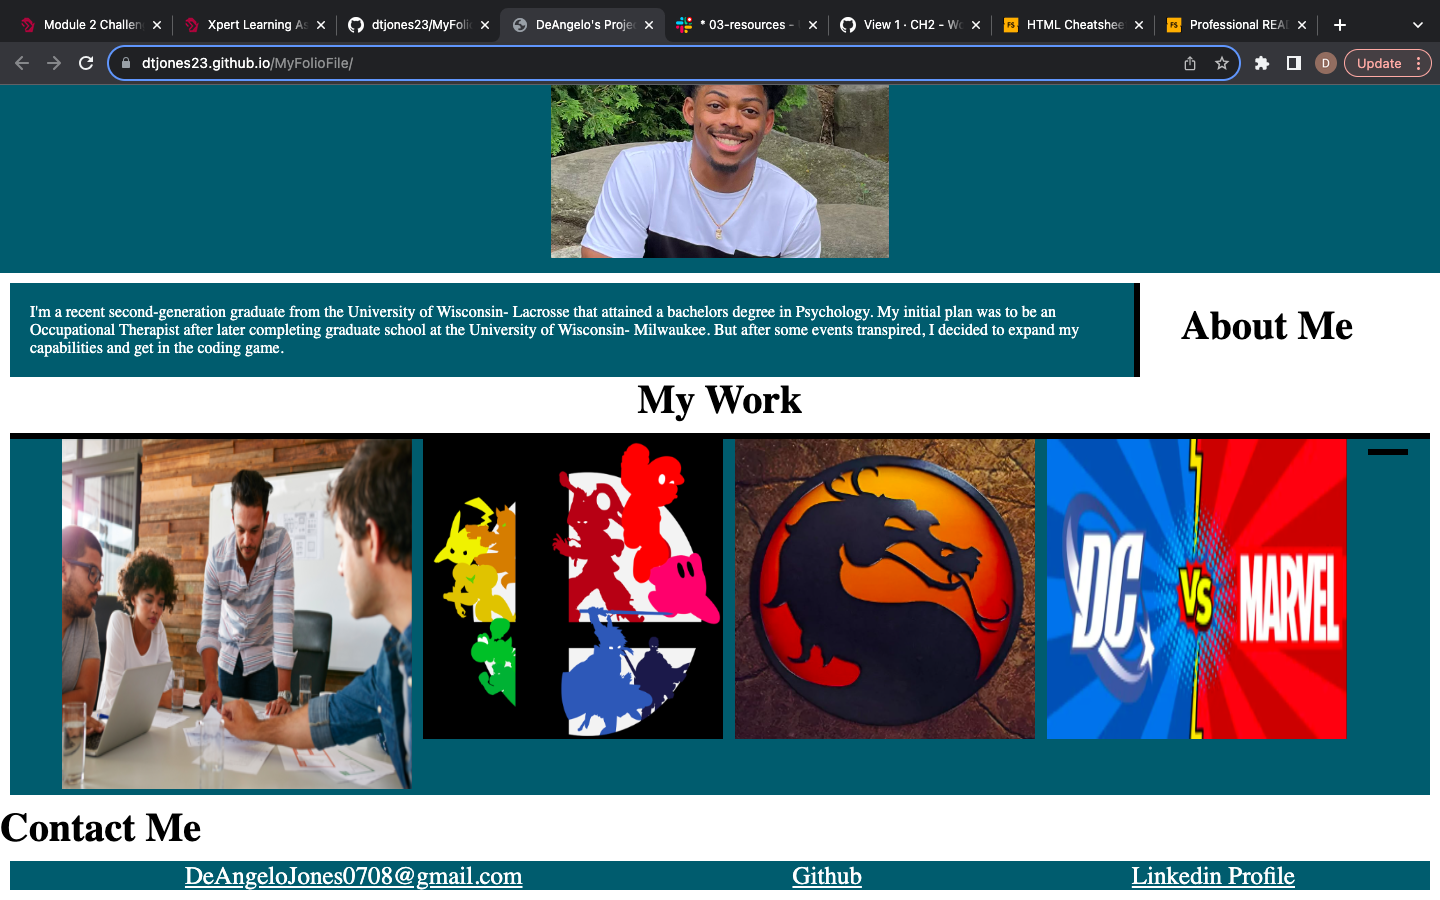 Module 2 Challen
Xpert Learning As
dtjones23/MyFoli
DeAngelo's Proje
* 03-resources -
View 1 · CH2 - Wo
HTML Cheatshee
Professional REA
dtjones23.github.io/MyFolioFile/
D
Update
I'm a recent second-generation graduate from the University of Wisconsin- Lacrosse that attained a bachelors degree in Psychology. My initial plan was to be an
Occupational Therapist after later completing graduate school at the University of Wisconsin- Milwaukee. But after some events transpired, I decided to expand my
capabilities and get in the coding game.
About Me
My Work
DC
VS
MARVEL
Contact Me
DeAngeloJones0708@gmail.com
Github
Linkedin Profile